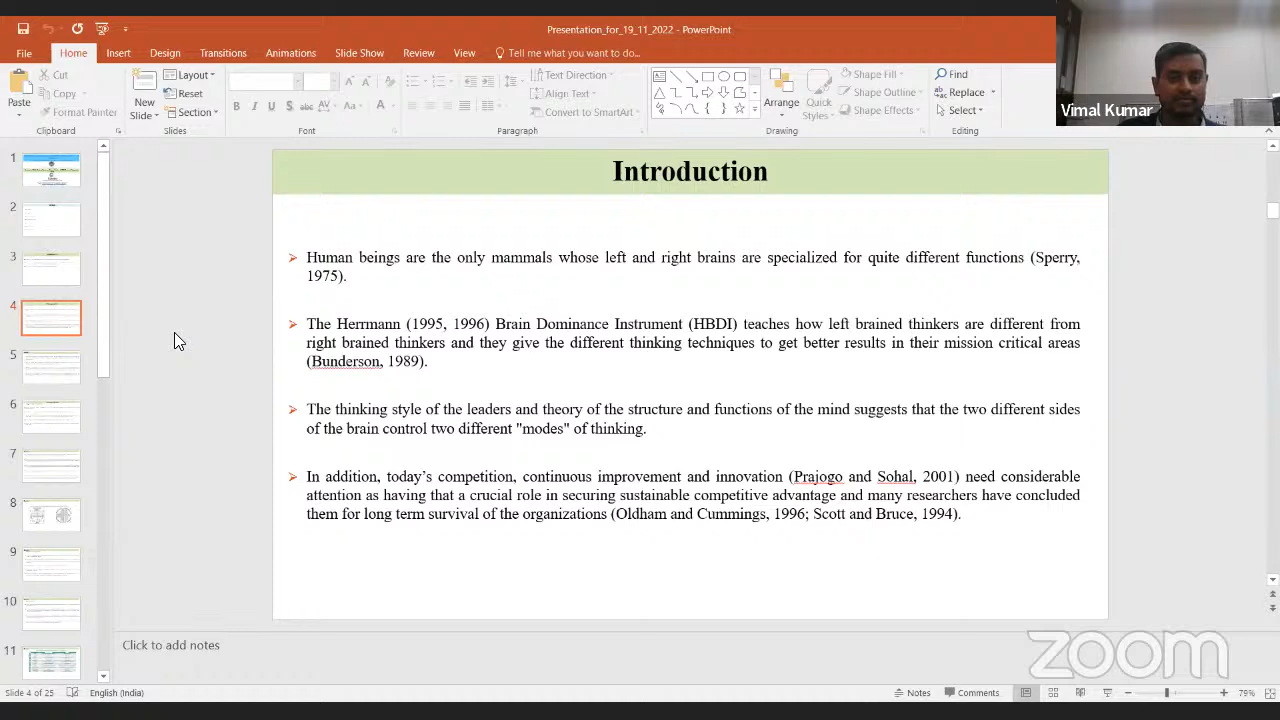 Presentation_for_19_11_2022 - PowerPoint
File Home Insert Design Transitions Animations Slide Show Review View Tell me what you want to do...
Paste
Cut
Copy
Format Painter
Clipboard
New
Slide
Layout
Reset
Section
Slides
Font
Text Direction
Align Text
Convert to SmartArt
Paragraph
Arrange
Quick
Styles
Shape Fill
Shape Outline
Shape Effects
Drawing
Find
Replace
Select
Editing
Vimal Kumar
1
2
3
4
5
6
7
8
9
10
11
Introduction
Human beings are the only mammals whose left and right brains are specialized for quite different functions (Sperry,
1975).
The Herrmann (1995, 1996) Brain Dominance Instrument (HBDI) teaches how left brained thinkers are different from
right brained thinkers and they give the different thinking techniques to get better results in their mission critical areas
(Bunderson, 1989).
The thinking style of the leaders and theory of the structure and functions of the mind suggests that the two different sides
of the brain control two different "modes" of thinking.
In addition, today’s competition, continuous improvement and innovation (Prajogo and Sohal, 2001) need considerable
attention as having that a crucial role in securing sustainable competitive advantage and many researchers have concluded
them for long term survival of the organizations (Oldham and Cummings, 1996; Scott and Bruce, 1994).
Click to add notes
zoom
Slide 4 of 25 English (India) Notes Comments 79%